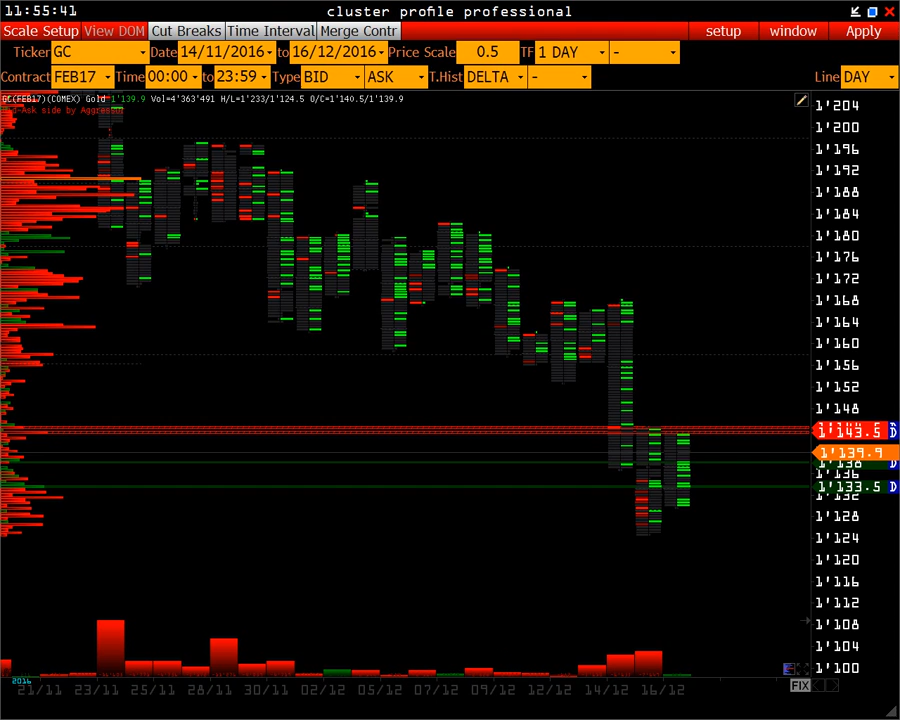 11:55:41 cluster profile professional
Scale Setup View DOM Cut Breaks Time Interval Merge Contr setup window Apply
Ticker GC Date 14/11/2016 to 16/12/2016 Price Scale 0.5 TF 1 DAY -
Contract FEB17 Time 00:00 to 23:59 Type BID ASK T.Hist DELTA - Line DAY
GC(FEB17)(COMEX) Gold 1'139.9 Vol=4'363'491 H/L=1'233/1'124.5 O/C=1'140.5/1'139.9
Bid-Ask side by Aggressor
1'204
1'200
1'196
1'192
1'188
1'184
1'180
1'176
1'172
1'168
1'164
1'160
1'156
1'152
1'148
1'143.5 D
1'139.9
1'138 D
1'136
1'133.5 D
1'132
1'128
1'124
1'120
1'116
1'112
1'108
1'104
1'100
2016
21/11 23/11 25/11 28/11 30/11 02/12 05/12 07/12 09/12 12/12 14/12 16/12 FIX